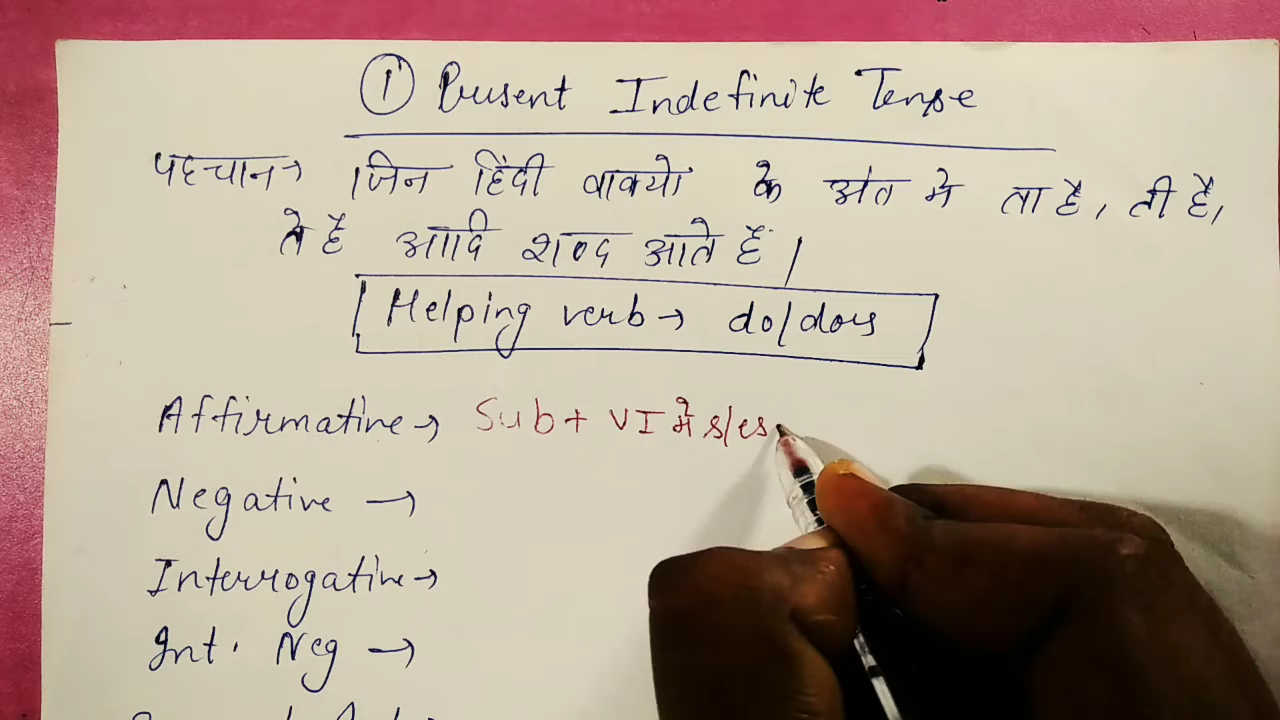 ① Present Indefinite Tense
पहचान→ जिन हिंदी वाक्यो के अंत मे ता है, ती है,
ते है आदि शब्द आते हैं।
Helping verb→ do/does
Affirmative→ Sub+ VI मे s/es
Negative →
Interrogative→
Int. Neg →